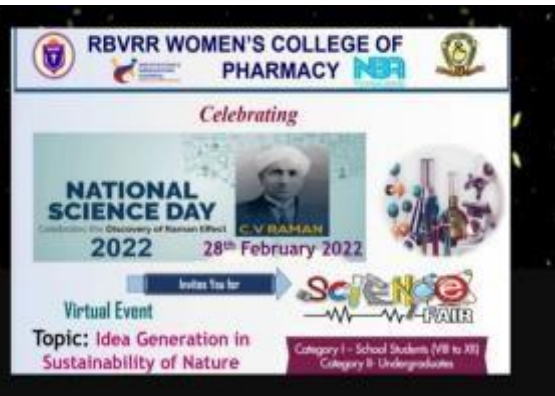 RBVRR WOMEN'S COLLEGE OF
PHARMACY NBA
Celebrating
NATIONAL
SCIENCE DAY
Celebrates the Discovery of Raman Effect
2022
C.V RAMAN
28th February 2022
Invites You for
SCIENCE
FAIR
Virtual Event
Topic: Idea Generation in
Sustainability of Nature
Category I - School Students (VIII to XII)
Category II- Undergraduates